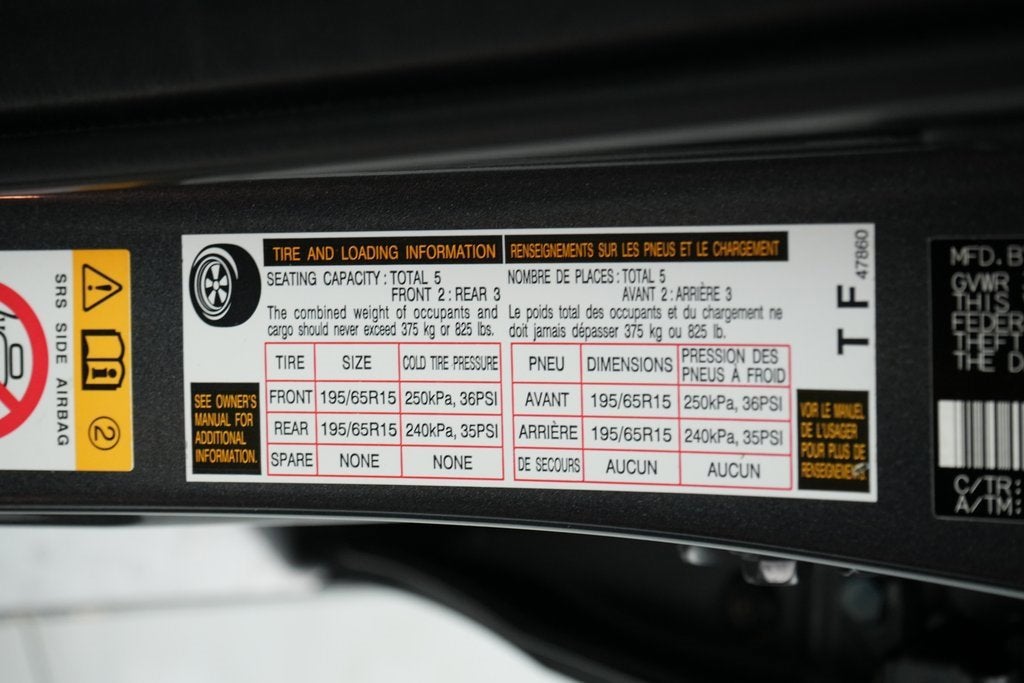 SRS SIDE AIRBAG
2
TIRE AND LOADING INFORMATION
SEATING CAPACITY : TOTAL 5
FRONT 2 : REAR 3
The combined weight of occupants and
cargo should never exceed 375 kg or 825 lbs.
TIRE SIZE COLD TIRE PRESSURE
FRONT 195/65R15 250kPa, 36PSI
REAR 195/65R15 240kPa, 35PSI
SPARE NONE NONE
SEE OWNER'S
MANUAL FOR
ADDITIONAL
INFORMATION.
RENSEIGNEMENTS SUR LES PNEUS ET LE CHARGEMENT
NOMBRE DE PLACES : TOTAL 5
AVANT 2 : ARRIÈRE 3
Le poids total des occupants et du chargement ne
doit jamais dépasser 375 kg ou 825 lb.
PNEU DIMENSIONS PRESSION DES
PNEUS À FROID
AVANT 195/65R15 250kPa, 36PSI
ARRIÈRE 195/65R15 240kPa, 35PSI
DE SECOURS AUCUN AUCUN
VOIR LE MANUEL
DE L'USAGER
POUR PLUS DE
RENSEIGNEMENTS.
T F 47860
MFD. B
GVWR
THIS
FEDER
THEFT
THE D
C/TR:
A/TM: